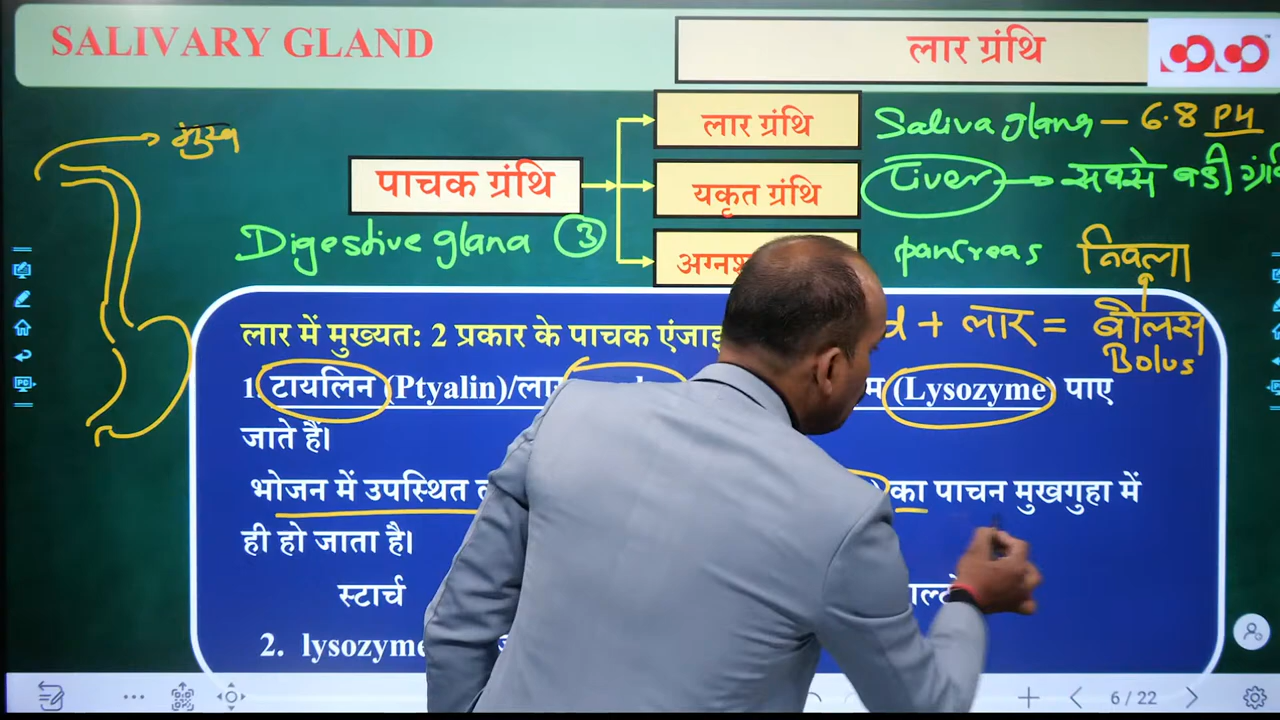 SALIVARY GLAND
लार ग्रंथि
मुख
लार ग्रंथि Saliva gland – 6.8 PH
पाचक ग्रंथि
यकृत ग्रंथि Liver → सबसे बडी
Digestive gland ③
pancreas निवला
लार में मुख्यतः 2 प्रकार के पाचक
+ लार = बौलस
Bolus
1. टायलिन (Ptyalin)/ (Lysozyme) पाए
जाते हैं।
भोजन में उपस्थित का पाचन मुखगुहा में
ही हो जाता है।
स्टार्च
2. lysozyme
6 / 22